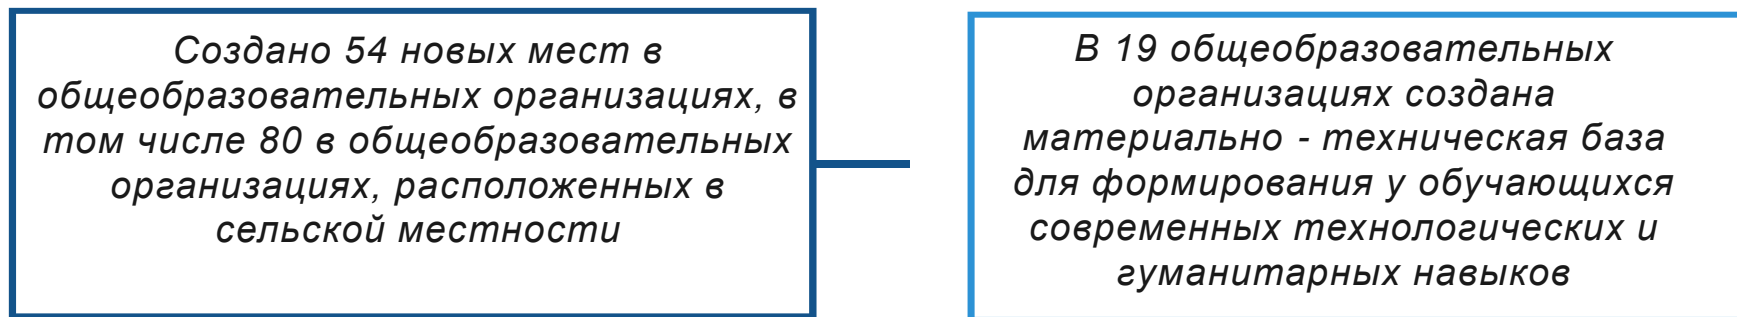 Создано 54 новых мест в
общеобразовательных организациях, в
том числе 80 в общеобразовательных
организациях, расположенных в
сельской местности
В 19 общеобразовательных
организациях создана
материально - техническая база
для формирования у обучающихся
современных технологических и
гуманитарных навыков